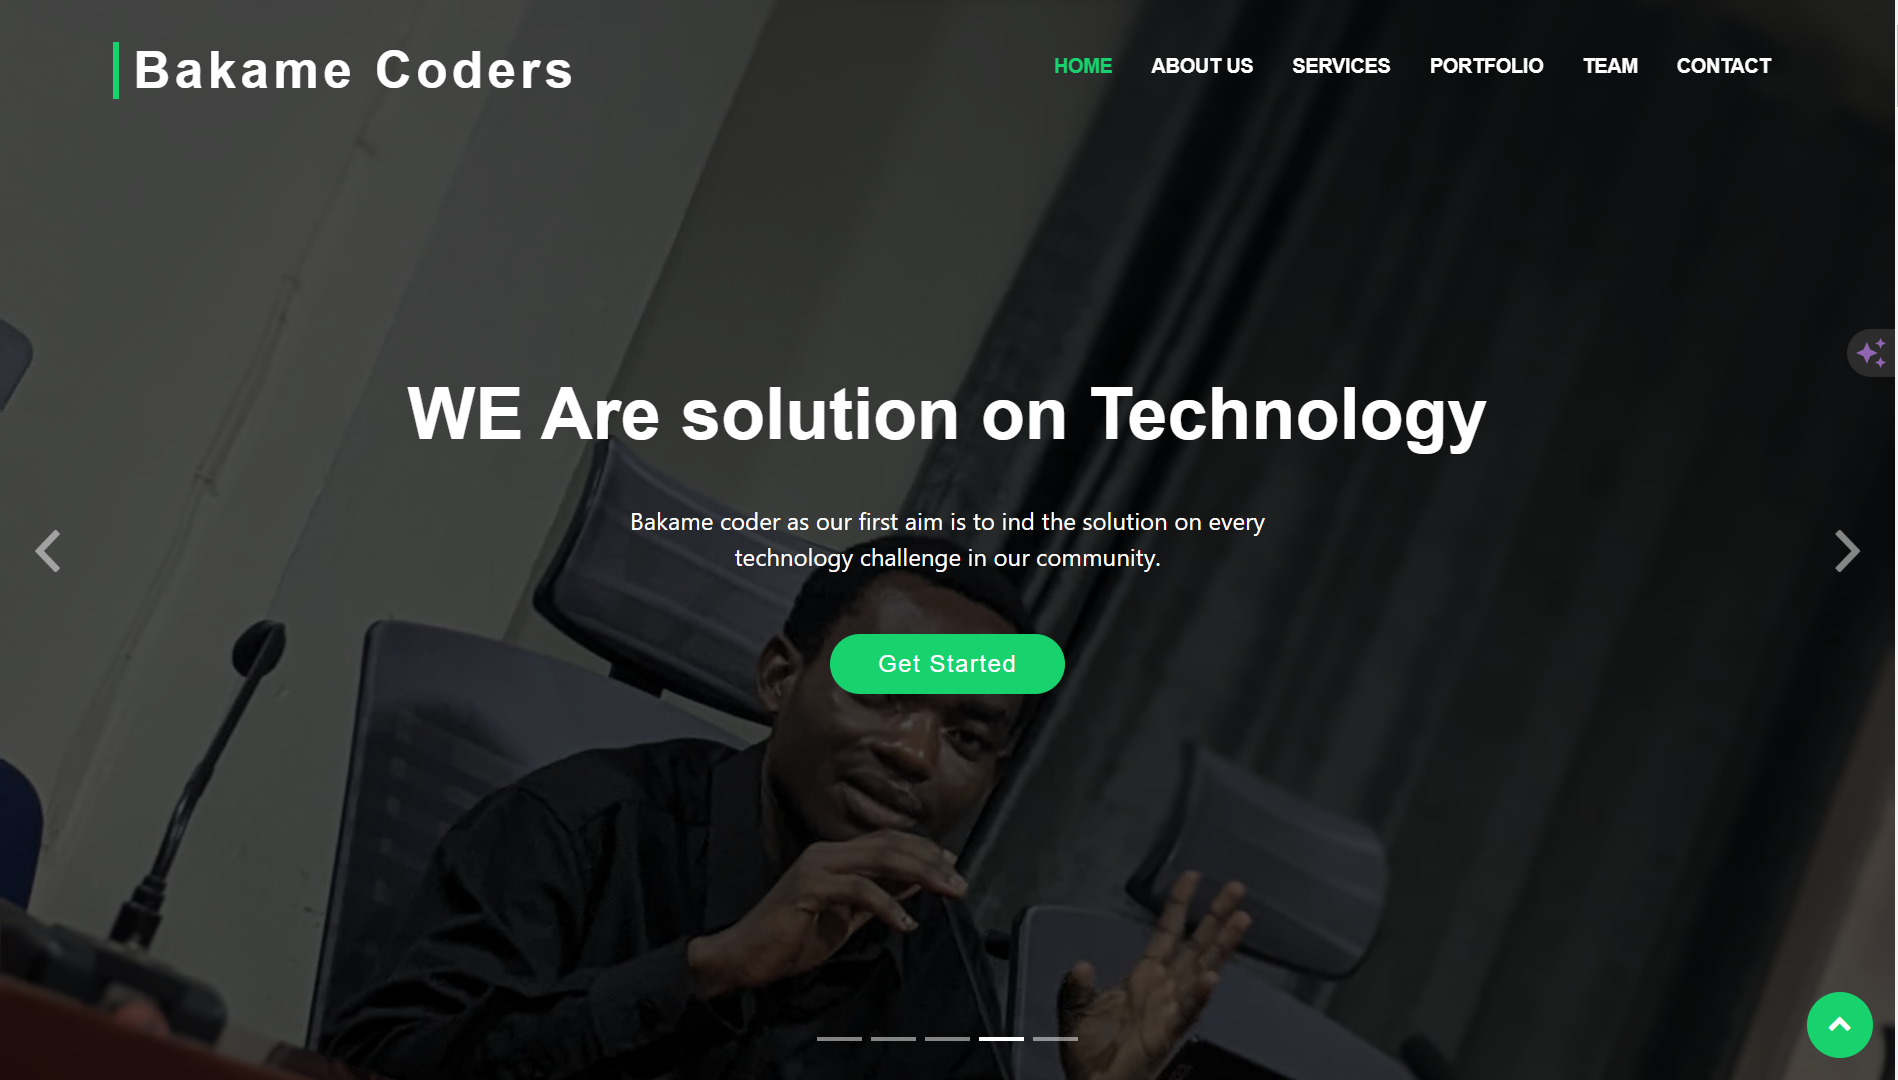 Bakame Coders
HOME ABOUT US SERVICES PORTFOLIO TEAM CONTACT
WE Are solution on Technology
Bakame coder as our first aim is to ind the solution on every
technology challenge in our community.
Get Started